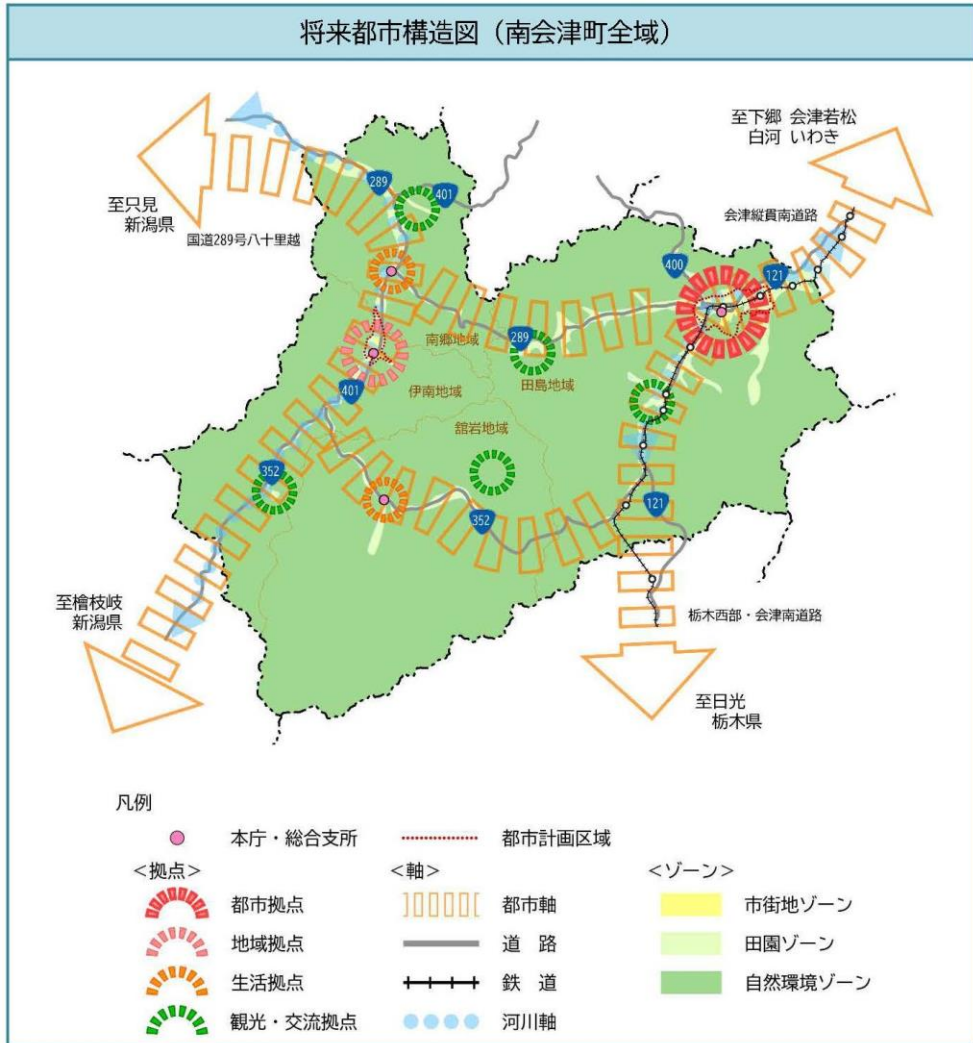 将来都市構造図（南会津町全域）
至下郷 会津若松
白河 いわき
会津縦貫南道路
至只見
新潟県
国道289号八十里越
289
401
400
121
南郷地域
289
田島地域
401
伊南地域
舘岩地域
352
352
121
至檜枝岐
新潟県
栃木西部・会津南道路
至日光
栃木県
凡例
本庁・総合支所
都市計画区域
＜拠点＞
＜軸＞
＜ゾーン＞
都市拠点
都市軸
市街地ゾーン
地域拠点
道 路
田園ゾーン
生活拠点
鉄 道
自然環境ゾーン
観光・交流拠点
河川軸